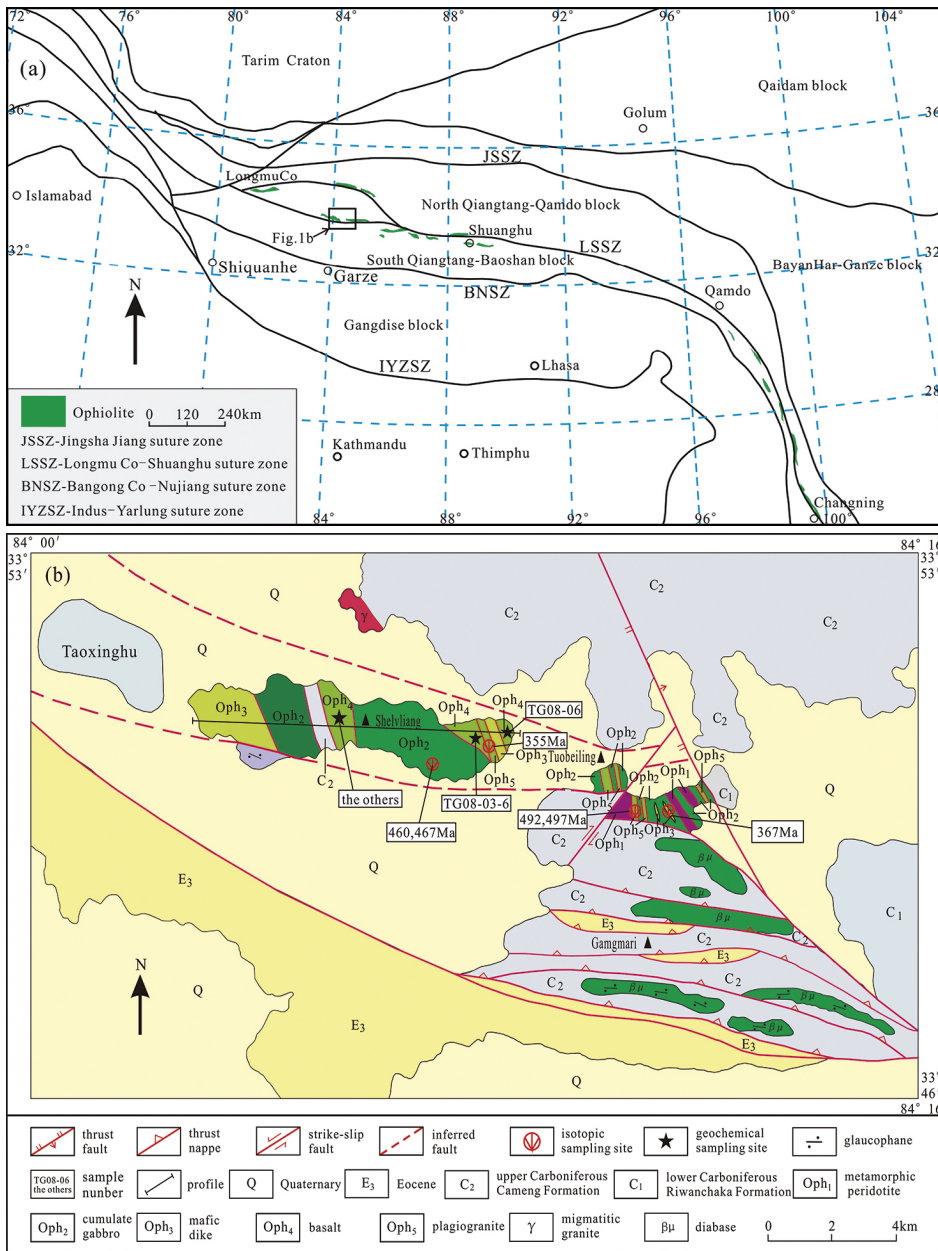 (a)
72° 76° 80° 84° 88° 92° 96° 100° 104°
Tarim Craton
Qaidam block
Golum
36°
36°
JSSZ
LongmuCo
Islamabad
North Qiangtang-Qamdo block
Fig.1b
Shuanghu
LSSZ
32°
Shiquanhe
Garze
South Qiangtang-Baoshan block
BNSZ
BayanHar-Ganze block
32°
Qamdo
N
Gangdise block
IYZSZ
Lhasa
28°
Ophiolite
0 120 240km
JSSZ-Jingsha Jiang suture zone
LSSZ-Longmu Co-Shuanghu suture zone
BNSZ-Bangong Co-Nujiang suture zone
IYZSZ-Indus-Yarlung suture zone
Kathmandu
Thimphu
Changning
84° 88° 92° 96° 100°
84° 00′
84° 16′
33°
53′
33°
53′
(b)
Q
C₂
C₂
C₂
γ
Taoxinghu
Q
C₂
Oph₃
Oph₂
Oph₄
Shelvliang
Oph₄
Oph₄
TG08-06
355Ma
Oph₂
Oph₃
Tuobeiling
Oph₂
Oph₅
C₂
the others
460,467Ma
TG08-03-6
Oph₂
Oph₂
Oph₁
Oph₅
Oph₅
C₁
Oph₂
492,497Ma
Oph₅
Oph₃
367Ma
C₂
Oph₁
Q
Q
C₂
βμ
E₃
C₂
βμ
C₁
βμ
E₃
C₂
C₂
Gamgmari
E₃
N
Q
C₂
C₂
βμ
βμ
βμ
E₃
E₃
Q
33°
46′
84° 16′
thrust
fault
thrust
nappe
strike-slip
fault
inferred
fault
isotopic
sampling site
geochemical
sampling site
glaucophane
TG08-06
the others
sample
nunber
profile
Q
Quaternary
E₃
Eocene
C₂
upper Carboniferous
Cameng Formation
C₁
lower Carboniferous
Riwanchaka Formation
Oph₁
metamorphic
peridotite
Oph₂
cumulate
gabbro
Oph₃
mafic
dike
Oph₄
basalt
Oph₅
plagiogranite
γ
migmatitic
granite
βμ
diabase
0 2 4km